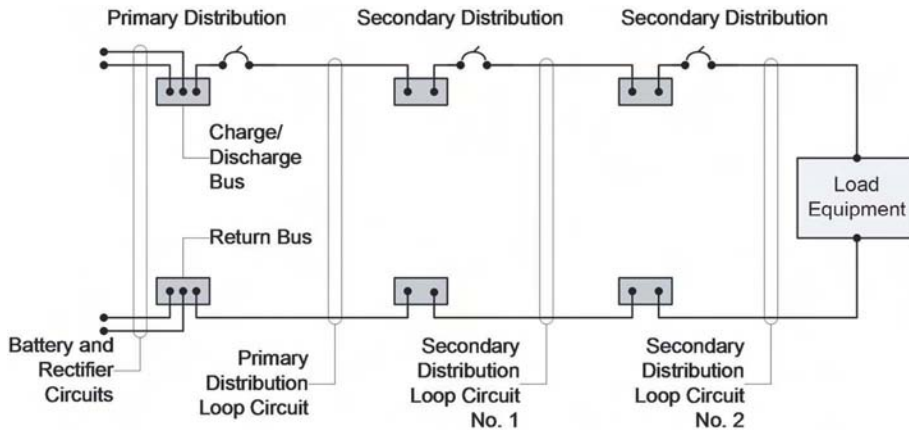 Primary Distribution
Secondary Distribution
Secondary Distribution
Charge/
Discharge
Bus
Load
Equipment
Return Bus
Battery and
Rectifier
Circuits
Primary
Distribution
Loop Circuit
Secondary
Distribution
Loop Circuit
No. 1
Secondary
Distribution
Loop Circuit
No. 2